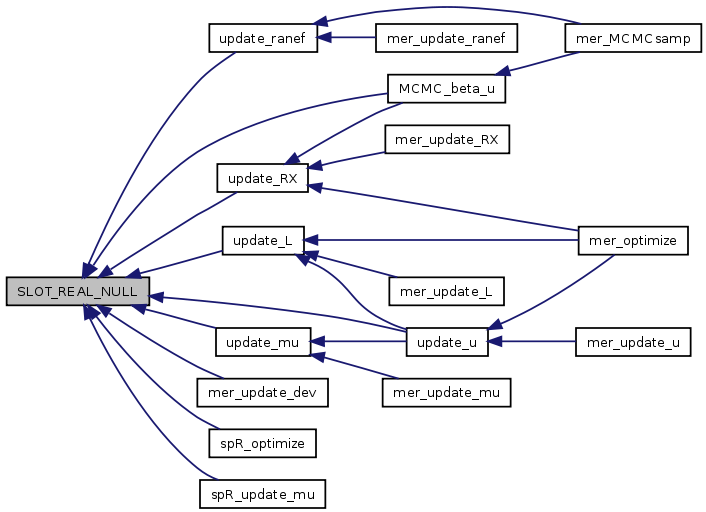 update_ranef
mer_update_ranef
mer_MCMCsamp
MCMC_beta_u
mer_update_RX
update_RX
update_L
mer_optimize
SLOT_REAL_NULL
mer_update_L
update_mu
update_u
mer_update_u
mer_update_dev
mer_update_mu
spR_optimize
spR_update_mu